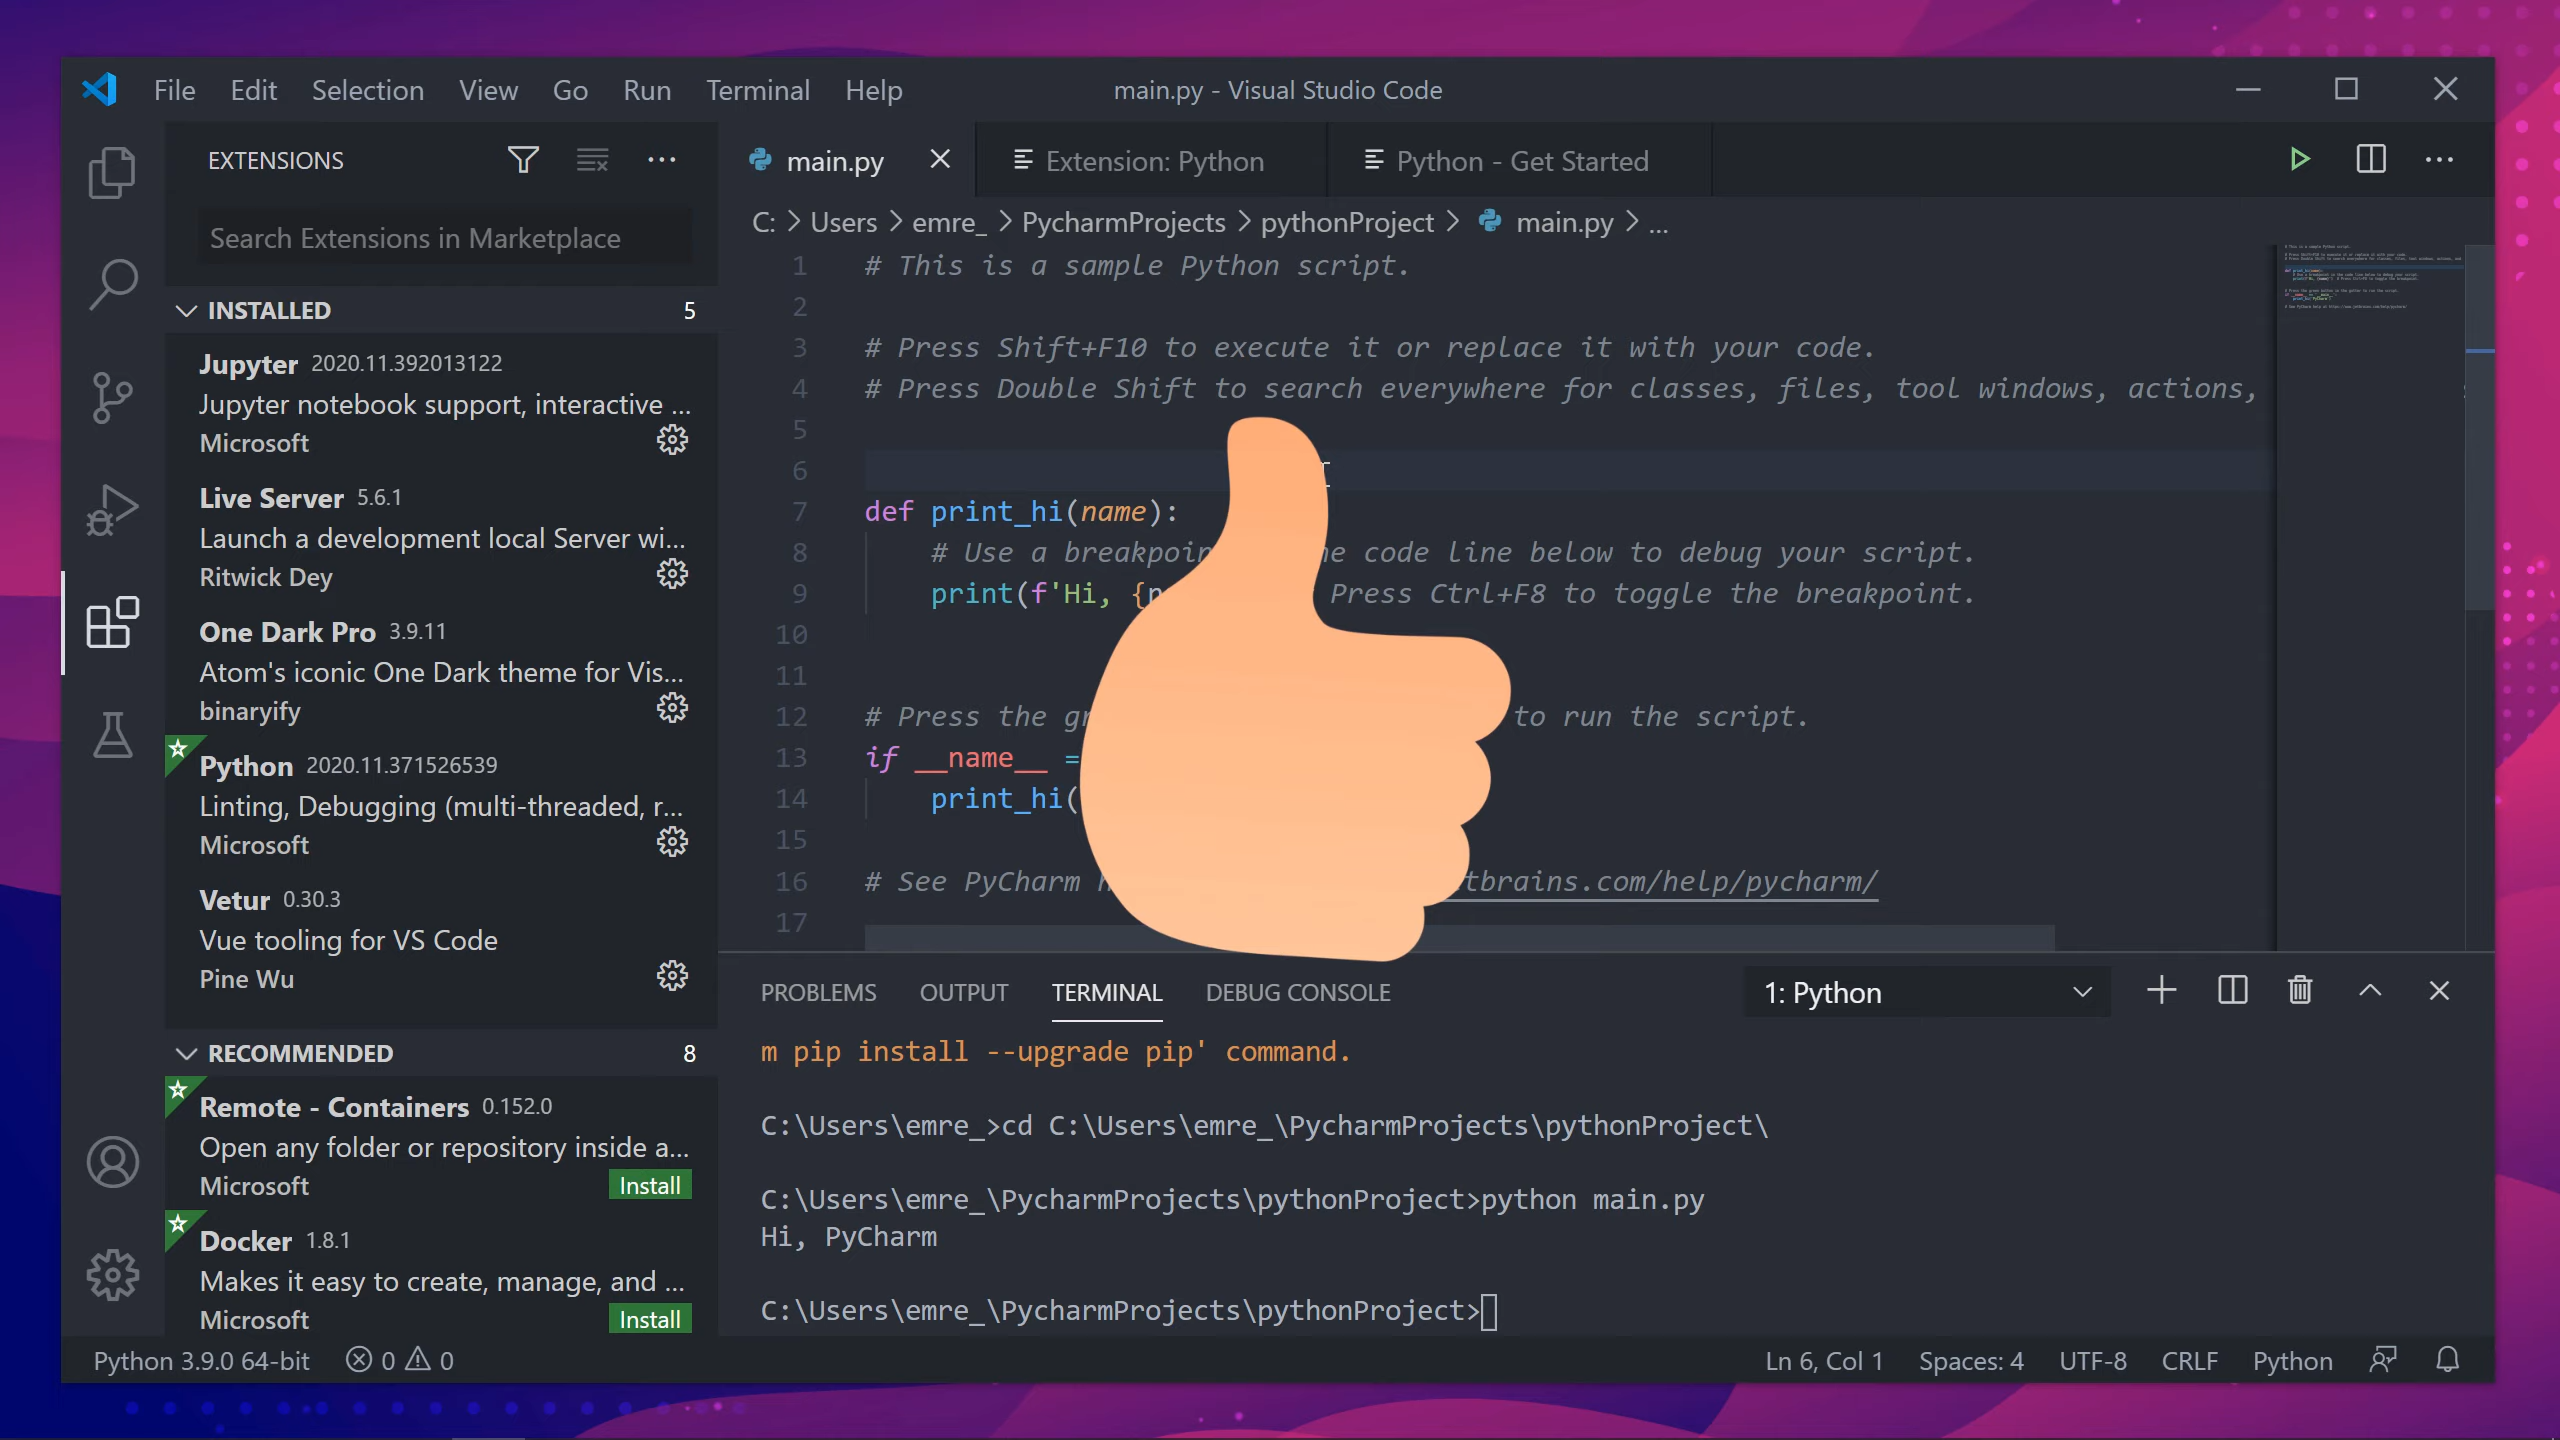 File Edit Selection View Go Run Terminal Help
main.py - Visual Studio Code
EXTENSIONS
Search Extensions in Marketplace
INSTALLED 5
Jupyter 2020.11.392013122
Jupyter notebook support, interactive ...
Microsoft
Live Server 5.6.1
Launch a development local Server wi...
Ritwick Dey
One Dark Pro 3.9.11
Atom's iconic One Dark theme for Vis...
binaryify
Python 2020.11.371526539
Linting, Debugging (multi-threaded, r...
Microsoft
Vetur 0.30.3
Vue tooling for VS Code
Pine Wu
RECOMMENDED 8
Remote - Containers 0.152.0
Open any folder or repository inside a...
Microsoft Install
Docker 1.8.1
Makes it easy to create, manage, and ...
Microsoft Install
main.py Extension: Python Python - Get Started
C: > Users > emre_ > PycharmProjects > pythonProject > main.py > ...
1 # This is a sample Python script.
2
3 # Press Shift+F10 to execute it or replace it with your code.
4 # Press Double Shift to search everywhere for classes, files, tool windows, actions,
5
6
7 def print_hi(name):
8 # Use a code line below to debug your script.
9 print(f'Hi, { Press Ctrl+F8 to toggle the breakpoint.
10
11
12 # Press the to run the script.
13 if __name__ =
14 print_hi(
15
16 # See PyCharm tbrains.com/help/pycharm/
17
PROBLEMS OUTPUT TERMINAL DEBUG CONSOLE
1: Python
m pip install --upgrade pip' command.
C:\Users\emre_>cd C:\Users\emre_\PycharmProjects\pythonProject\
C:\Users\emre_\PycharmProjects\pythonProject>python main.py
Hi, PyCharm
C:\Users\emre_\PycharmProjects\pythonProject>
Python 3.9.0 64-bit 0 0
Ln 6, Col 1 Spaces: 4 UTF-8 CRLF Python